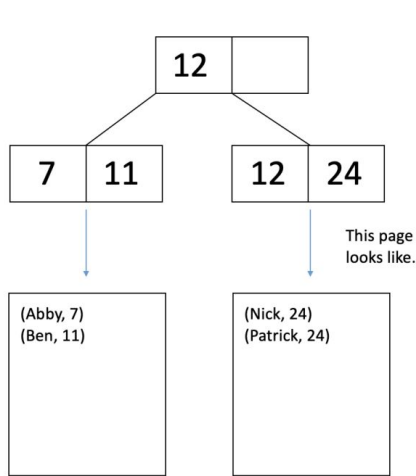 12
7 11
12 24
This page
looks like.
(Abby, 7)
(Ben, 11)
(Nick, 24)
(Patrick, 24)